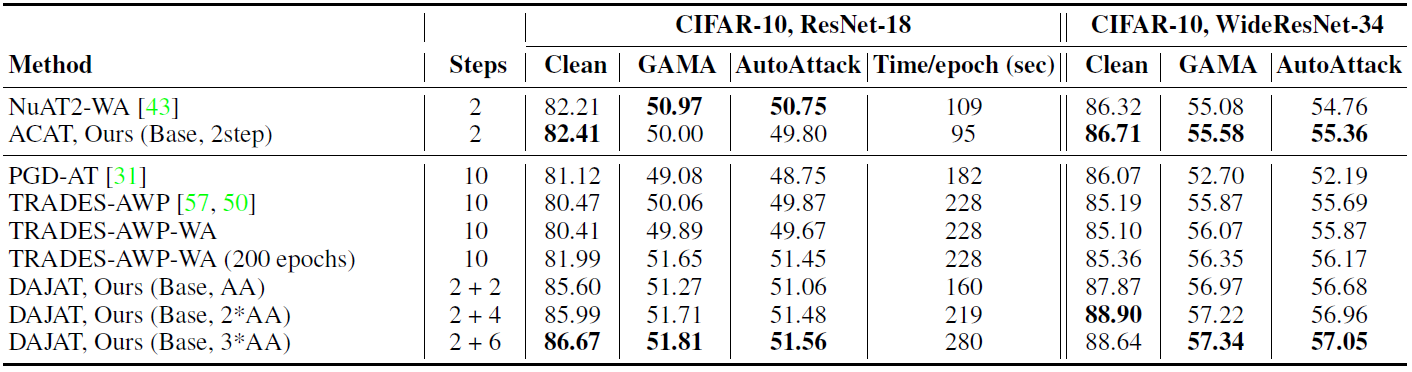 CIFAR-10, ResNet-18 CIFAR-10, WideResNet-34
Method Steps Clean GAMA AutoAttack Time/epoch (sec) Clean GAMA AutoAttack
NuAT2-WA [43] 2 82.21 50.97 50.75 109 86.32 55.08 54.76
ACAT, Ours (Base, 2step) 2 82.41 50.00 49.80 95 86.71 55.58 55.36
PGD-AT [31] 10 81.12 49.08 48.75 182 86.07 52.70 52.19
TRADES-AWP [57, 50] 10 80.47 50.06 49.87 228 85.19 55.87 55.69
TRADES-AWP-WA 10 80.41 49.89 49.67 228 85.10 56.07 55.87
TRADES-AWP-WA (200 epochs) 10 81.99 51.65 51.45 228 85.36 56.35 56.17
DAJAT, Ours (Base, AA) 2 + 2 85.60 51.27 51.06 160 87.87 56.97 56.68
DAJAT, Ours (Base, 2*AA) 2 + 4 85.99 51.71 51.48 219 88.90 57.22 56.96
DAJAT, Ours (Base, 3*AA) 2 + 6 86.67 51.81 51.56 280 88.64 57.34 57.05